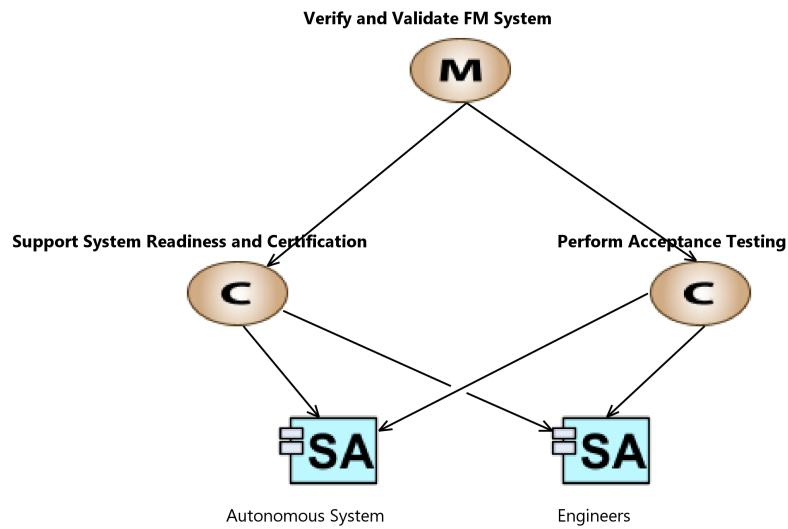 Verify and Validate FM System
M
Support System Readiness and Certification
Perform Acceptance Testing
C
C
SA
SA
Autonomous System
Engineers